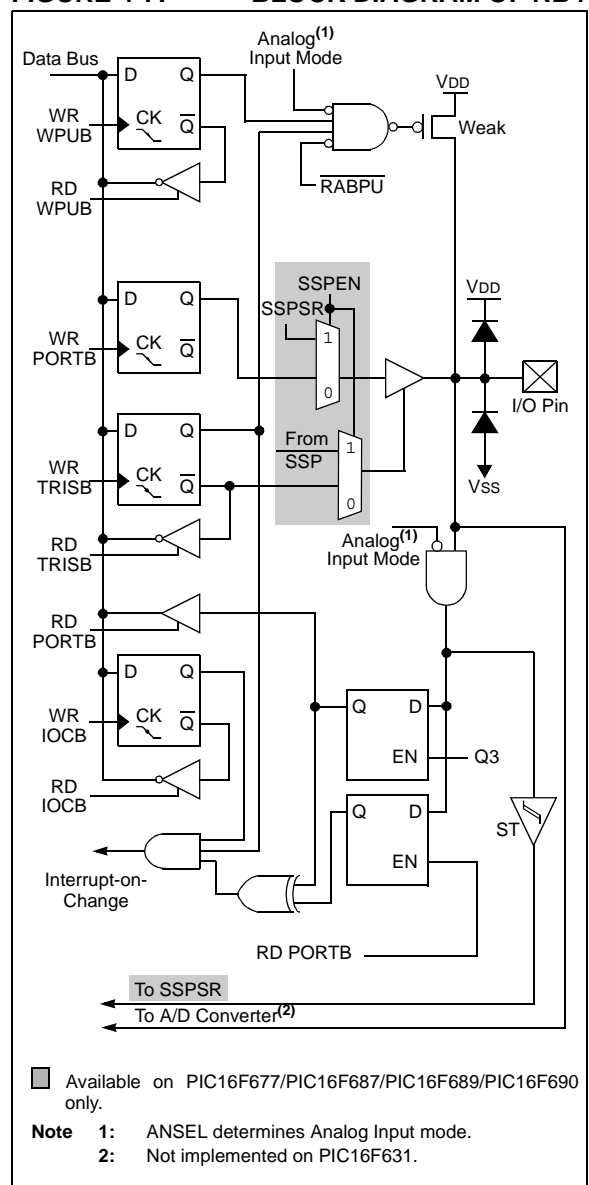 FIGURE 4-7: BLOCK DIAGRAM OF RB4
Analog(1)
Input Mode
Data Bus
D Q
VDD
WR
WPUB
CK Q
Weak
RD
WPUB
RABPU
SSPEN
SSPSR
VDD
D Q
1
WR
PORTB
CK Q
0
I/O Pin
D Q
From
SSP
1
WR
TRISB
CK Q
0
VSS
Analog(1)
Input Mode
RD
TRISB
RD
PORTB
D Q
Q D
WR
IOCB
CK Q
EN
Q3
RD
IOCB
Q D
ST
EN
Interrupt-on-
Change
RD PORTB
To SSPSR
To A/D Converter(2)
Available on PIC16F677/PIC16F687/PIC16F689/PIC16F690
only.
Note 1: ANSEL determines Analog Input mode.
2: Not implemented on PIC16F631.